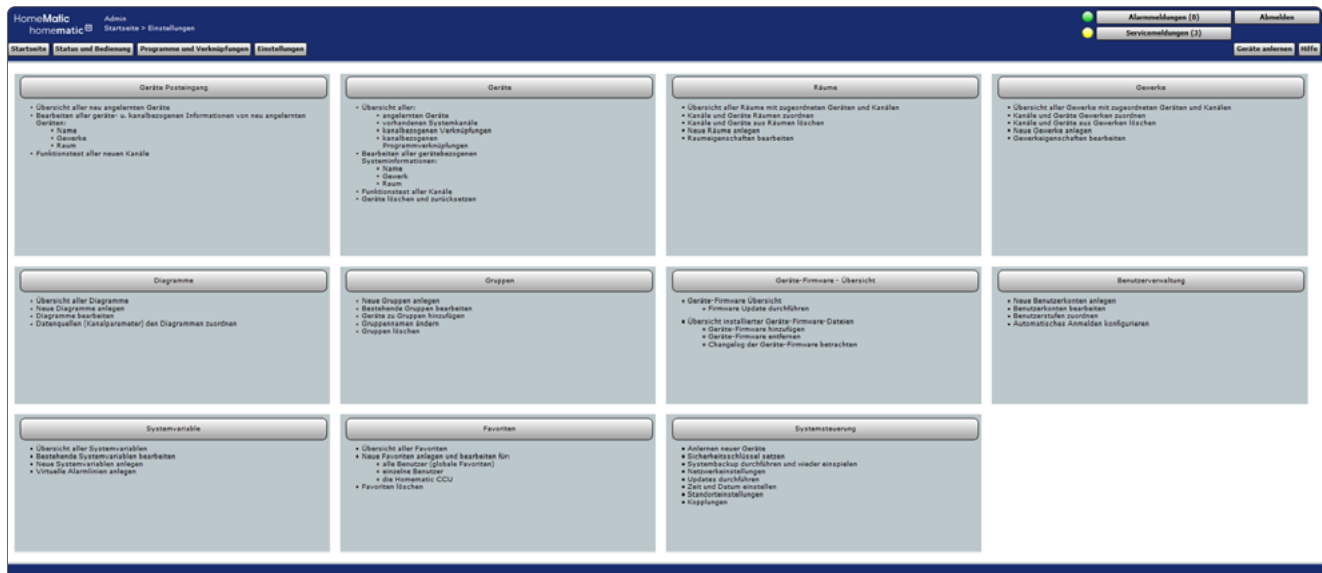 HomeMatic
homematic IP
Admin
Startseite > Einstellungen
Alarmmeldungen (0)
Abmelden
Servicemeldungen (3)
Startseite
Status und Bedienung
Programme und Verknüpfungen
Einstellungen
Geräte anlernen
Hilfe
Geräte Posteingang
Übersicht aller neu angelernten Geräte
Bearbeiten aller geräte- u. kanalbezogenen Informationen von neu angelernten
Geräten:
Name
Gewerke
Raum
Funktionstest aller neuen Kanäle
Geräte
Übersicht aller:
angelernten Geräte
vorhandenen Systemkanäle
kanalbezogenen Verknüpfungen
kanalbezogenen
Programmverknüpfungen
Bearbeiten aller gerätebezogenen
Systeminformationen:
Name
Gewerk
Raum
Funktionstest aller Kanäle
Geräte löschen und zurücksetzen
Räume
Übersicht aller Räume mit zugeordneten Geräten und Kanälen
Kanäle und Geräte Räumen zuordnen
Kanäle und Geräte aus Räumen löschen
Neue Räume anlegen
Raumeigenschaften bearbeiten
Gewerke
Übersicht aller Gewerke mit zugeordneten Geräten und Kanälen
Kanäle und Geräte Gewerken zuordnen
Kanäle und Geräte aus Gewerken löschen
Neue Gewerke anlegen
Gewerkeigenschaften bearbeiten
Diagramme
Übersicht aller Diagramme
Neue Diagramme anlegen
Diagramme bearbeiten
Datenquellen (Kanalparameter) den Diagrammen zuordnen
Gruppen
Neue Gruppen anlegen
Bestehende Gruppen bearbeiten
Geräte zu Gruppen hinzufügen
Gruppennamen ändern
Gruppen löschen
Geräte-Firmware - Übersicht
Geräte-Firmware Übersicht
Firmware Update durchführen
Übersicht installierter Geräte-Firmware-Dateien
Geräte-Firmware hinzufügen
Geräte-Firmware entfernen
Changelog der Geräte-Firmware betrachten
Benutzerverwaltung
Neue Benutzerkonten anlegen
Benutzerkonten bearbeiten
Benutzerstufen zuordnen
Automatisches Anmelden konfigurieren
Systemvariable
Übersicht aller Systemvariablen
Bestehende Systemvariablen bearbeiten
Neue Systemvariablen anlegen
Virtuelle Alarmlinien anlegen
Favoriten
Übersicht aller Favoriten
Neue Favoriten anlegen und bearbeiten für:
alle Benutzer (globale Favoriten)
einzelne Benutzer
die Homematic CCU
Favoriten löschen
Systemsteuerung
Anlernen neuer Geräte
Sicherheitsschlüssel setzen
Systembackup durchführen und wieder einspielen
Netzwerkeinstellungen
Updates durchführen
Zeit und Datum einstellen
Standorteinstellungen
Kopplungen